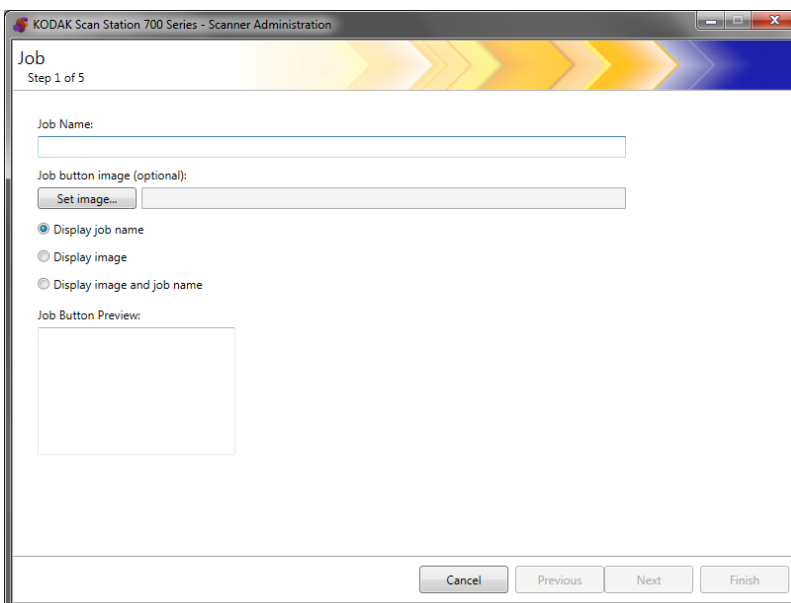 KODAK Scan Station 700 Series - Scanner Administration
Job
Step 1 of 5
Job Name:
Job button image (optional):
Set image...
Display job name
Display image
Display image and job name
Job Button Preview:
Cancel Previous Next Finish